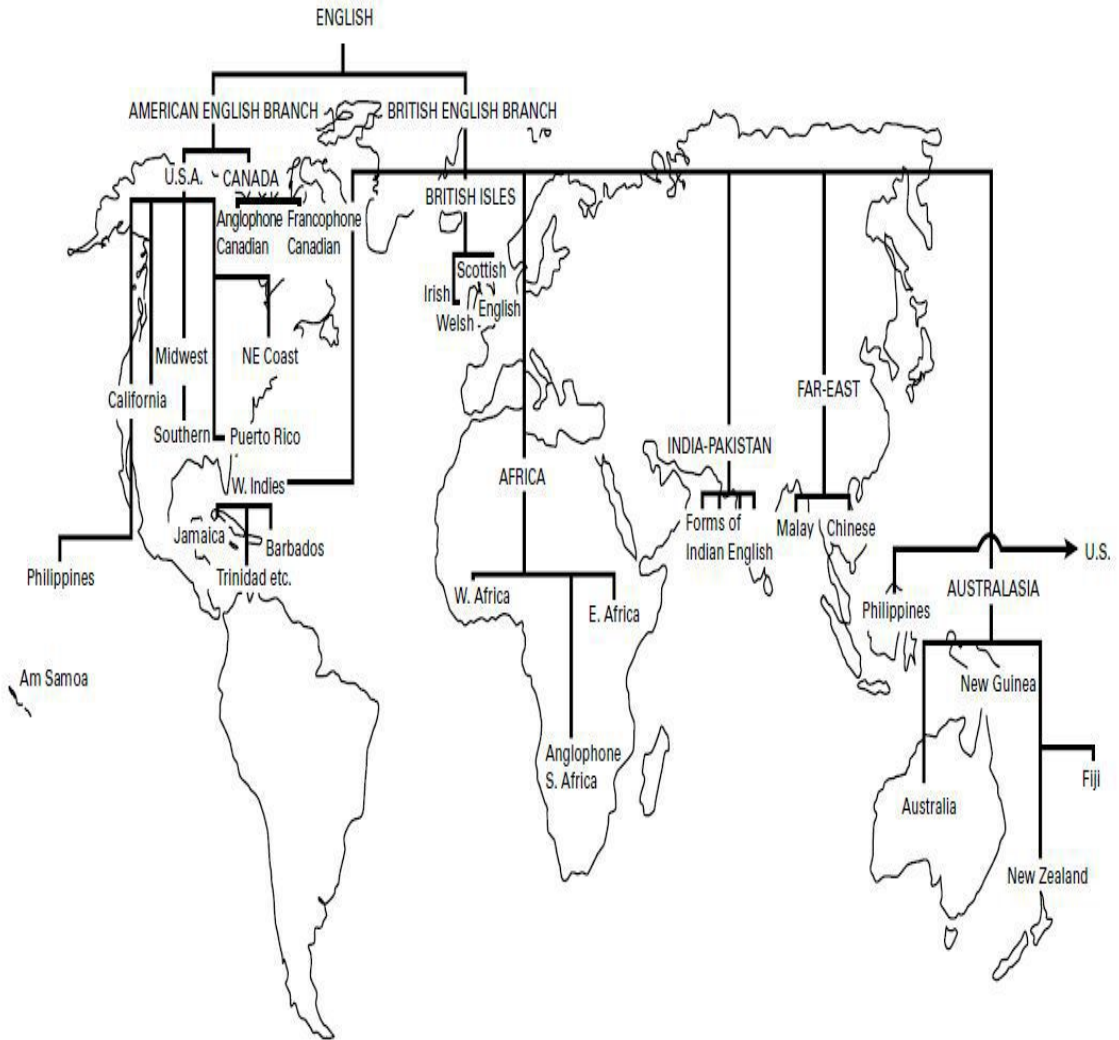 ENGLISH
AMERICAN ENGLISH BRANCH
BRITISH ENGLISH BRANCH
U.S.A.
CANADA
Anglophone
Canadian
Francophone
Canadian
BRITISH ISLES
Scottish
Irish
English
Welsh
Midwest
NE Coast
California
Southern
Puerto Rico
W. Indies
Jamaica
Barbados
Trinidad etc.
Philippines
Am Samoa
AFRICA
W. Africa
E. Africa
Anglophone
S. Africa
INDIA-PAKISTAN
Forms of
Indian English
FAR-EAST
Malay
Chinese
U.S.
Philippines
AUSTRALASIA
New Guinea
Australia
Fiji
New Zealand